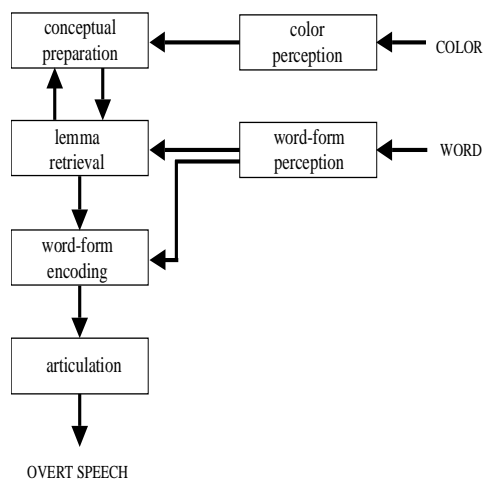 conceptual
preparation
color
perception
COLOR
lemma
retrieval
word-form
perception
WORD
word-form
encoding
articulation
OVERT SPEECH